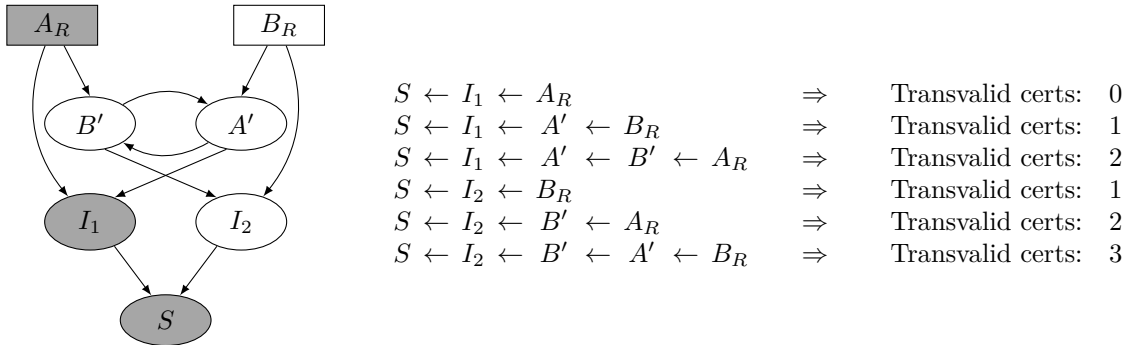 A_R B_R
B′ A′
I_1 I_2
S
S ← I_1 ← A_R ⇒ Transvalid certs: 0
S ← I_1 ← A′ ← B_R ⇒ Transvalid certs: 1
S ← I_1 ← A′ ← B′ ← A_R ⇒ Transvalid certs: 2
S ← I_2 ← B_R ⇒ Transvalid certs: 1
S ← I_2 ← B′ ← A_R ⇒ Transvalid certs: 2
S ← I_2 ← B′ ← A′ ← B_R ⇒ Transvalid certs: 3